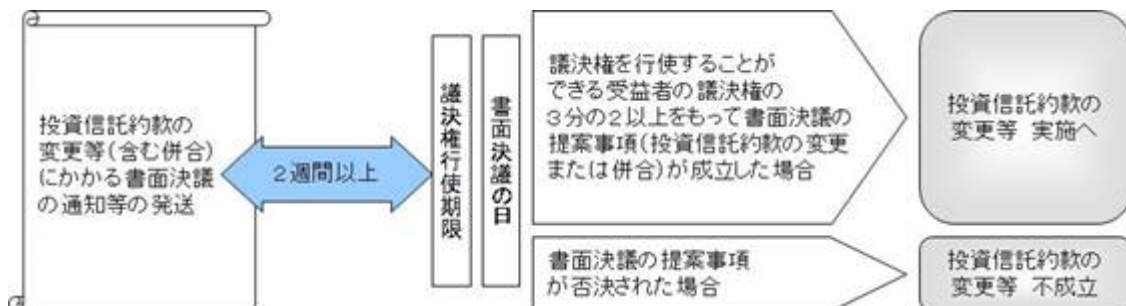 投資信託約款の
変更等(含む併合)
にかかる書面決議
の通知等の発送
2週間以上
議決権行使期限
書面決議の日
議決権を行使することが
できる受益者の議決権の
3分の2以上をもって書面決議の
提案事項(投資信託約款の変更
または併合)が成立した場合
投資信託約款の
変更等 実施へ
書面決議の提案事項
が否決された場合
投資信託約款の
変更等 不成立